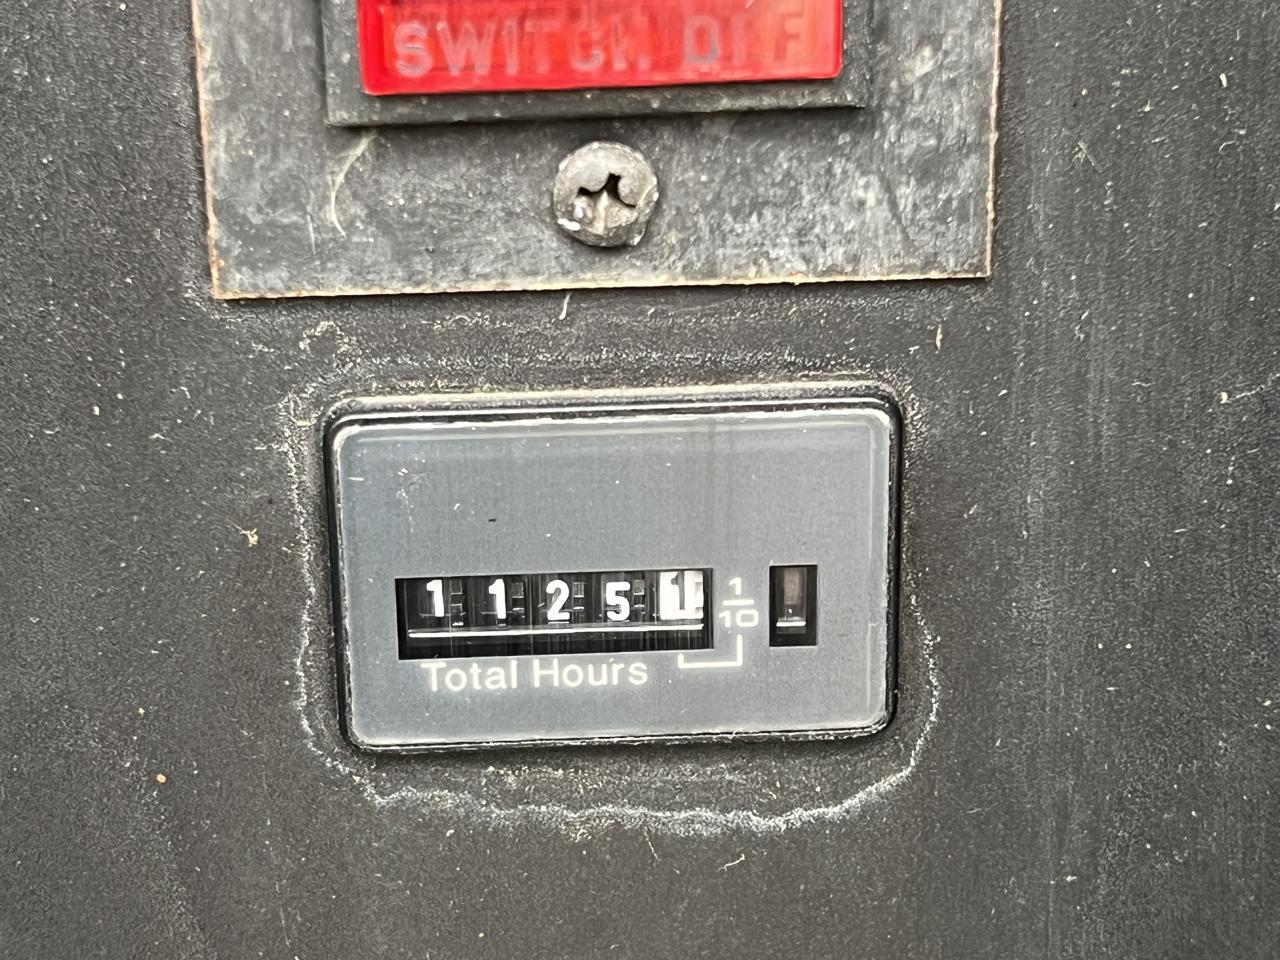 SWITCH OFF
1 1 2 5 1 1/10
Total Hours